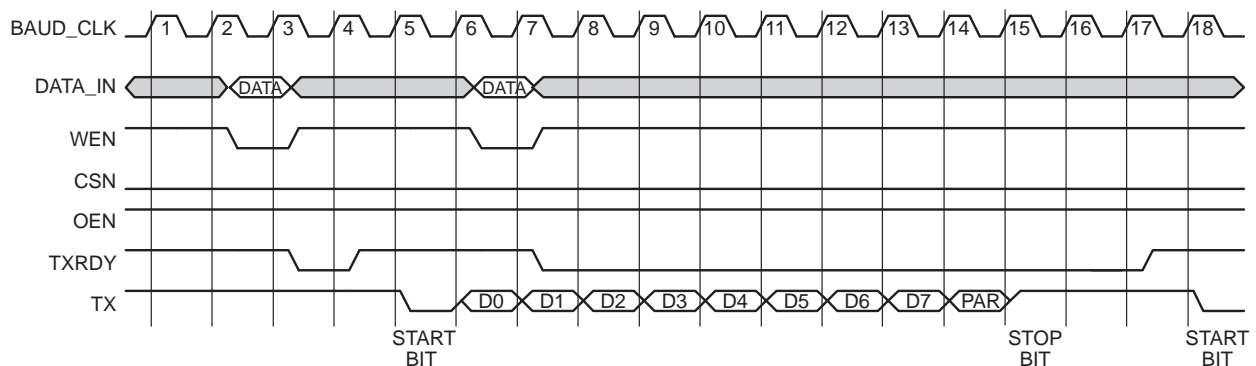 BAUD_CLK 1 2 3 4 5 6 7 8 9 10 11 12 13 14 15 16 17 18
DATA_IN DATA DATA
WEN
CSN
OEN
TXRDY
TX D0 D1 D2 D3 D4 D5 D6 D7 PAR
START STOP START
BIT BIT BIT